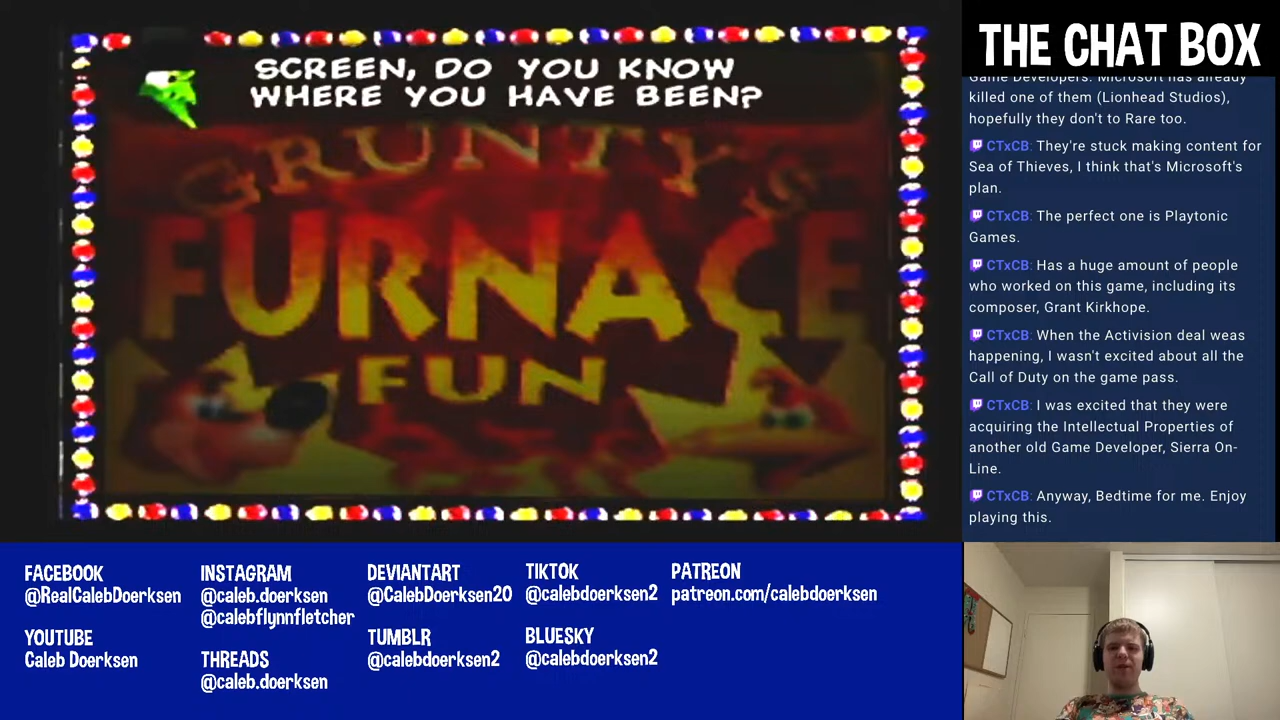 SCREEN, DO YOU KNOW
WHERE YOU HAVE BEEN?
GRUNTY'S
FURNACE
FUN
THE CHAT BOX
Game Developers. Microsoft has already
killed one of them (Lionhead Studios),
hopefully they don't to Rare too.
CTxCB: They're stuck making content for
Sea of Thieves, I think that's Microsoft's
plan.
CTxCB: The perfect one is Playtonic
Games.
CTxCB: Has a huge amount of people
who worked on this game, including its
composer, Grant Kirkhope.
CTxCB: When the Activision deal weas
happening, I wasn't excited about all the
Call of Duty on the game pass.
CTxCB: I was excited that they were
acquiring the Intellectual Properties of
another old Game Developer, Sierra On-
Line.
CTxCB: Anyway, Bedtime for me. Enjoy
playing this.
FACEBOOK
@RealCalebDoerksen
YOUTUBE
Caleb Doerksen
INSTAGRAM
@caleb.doerksen
@calebflynnfletcher
THREADS
@caleb.doerksen
DEVIANTART
@CalebDoerksen20
TUMBLR
@calebdoerksen2
TIKTOK
@calebdoerksen2
BLUESKY
@calebdoerksen2
PATREON
patreon.com/calebdoerksen